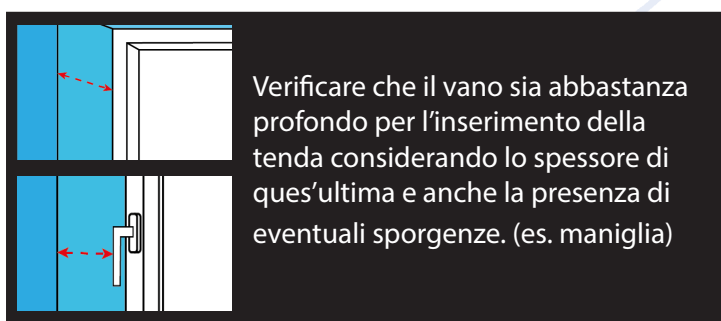 Verificare che il vano sia abbastanza
profondo per l’inserimento della
tenda considerando lo spessore di
ques’ultima e anche la presenza di
eventuali sporgenze. (es. maniglia)